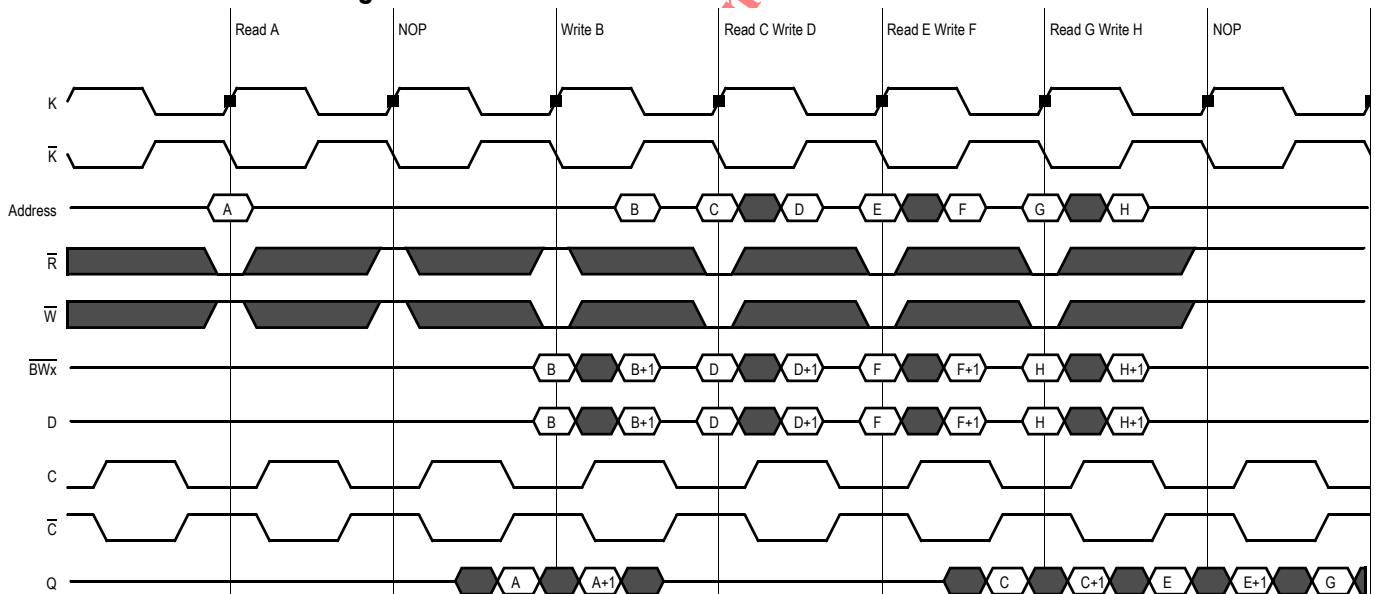 Read A NOP Write B Read C Write D Read E Write F Read G Write H NOP
K
K
Address A B C D E F G H
R
W
BWx B B+1 D D+1 F F+1 H H+1
D B B+1 D D+1 F F+1 H H+1
C
C
Q A A+1 C C+1 E E+1 G